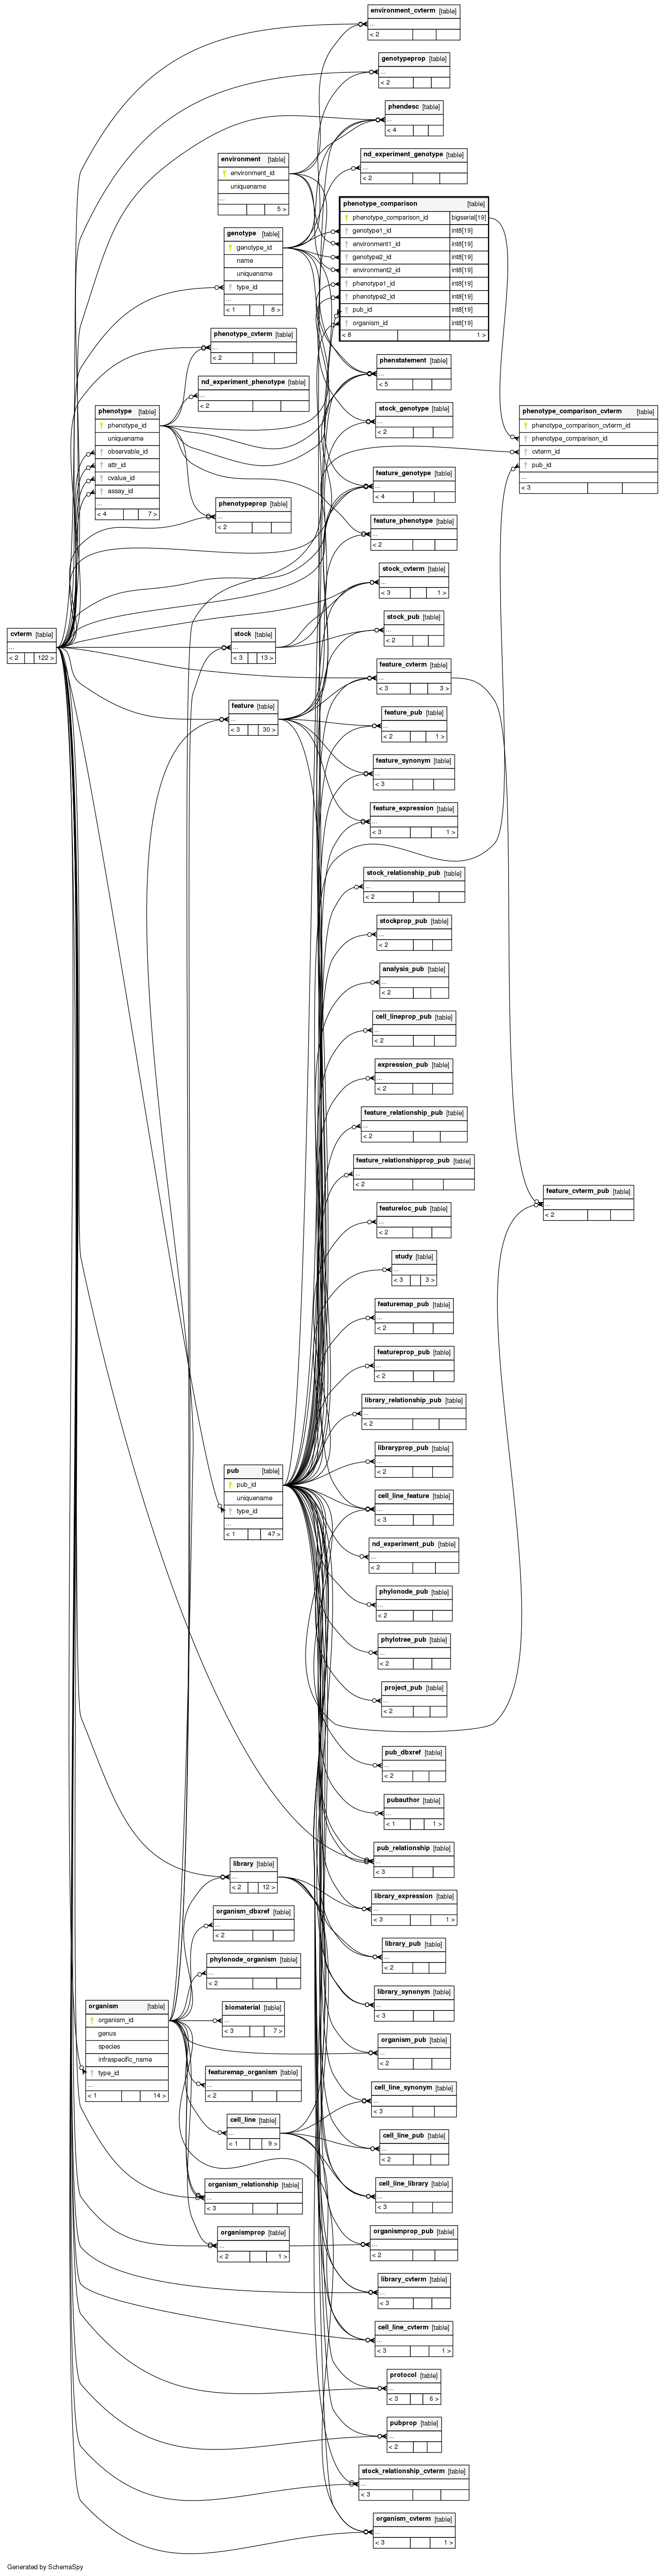 environment_cvterm [table]
...
< 2
genotypeprop [table]
...
< 2
phendesc [table]
...
< 4
nd_experiment_genotype [table]
...
< 2
environment [table]
environment_id
uniquename
...
5 >
phenotype_comparison [table]
phenotype_comparison_id bigserial[19]
genotype1_id int8[19]
environment1_id int8[19]
genotype2_id int8[19]
environment2_id int8[19]
phenotype1_id int8[19]
phenotype2_id int8[19]
pub_id int8[19]
organism_id int8[19]
< 8 1 >
genotype [table]
genotype_id
name
uniquename
type_id
...
< 1 8 >
phenotype_cvterm [table]
...
< 2
phenstatement [table]
...
< 5
nd_experiment_phenotype [table]
...
< 2
stock_genotype [table]
...
< 2
phenotype [table]
phenotype_id
uniquename
observable_id
attr_id
cvalue_id
assay_id
...
< 4 7 >
phenotype_comparison_cvterm [table]
phenotype_comparison_cvterm_id
phenotype_comparison_id
cvterm_id
pub_id
...
< 3
feature_genotype [table]
...
< 4
phenotypeprop [table]
...
< 2
feature_phenotype [table]
...
< 2
stock_cvterm [table]
...
< 3 1 >
stock_pub [table]
...
< 2
cvterm [table]
...
< 2 122 >
stock [table]
...
< 3 13 >
feature_cvterm [table]
...
< 3 3 >
feature [table]
...
< 3 30 >
feature_pub [table]
...
< 2 1 >
feature_synonym [table]
...
< 3
feature_expression [table]
...
< 3 1 >
stock_relationship_pub [table]
...
< 2
stockprop_pub [table]
...
< 2
analysis_pub [table]
...
< 2
cell_lineprop_pub [table]
...
< 2
expression_pub [table]
...
< 2
feature_relationship_pub [table]
...
< 2
feature_relationshipprop_pub [table]
...
< 2
feature_cvterm_pub [table]
...
< 2
featureloc_pub [table]
...
< 2
study [table]
...
< 3 3 >
featuremap_pub [table]
...
< 2
featureprop_pub [table]
...
< 2
library_relationship_pub [table]
...
< 2
libraryprop_pub [table]
...
< 2
pub [table]
pub_id
uniquename
type_id
...
< 1 47 >
cell_line_feature [table]
...
< 3
nd_experiment_pub [table]
...
< 2
phylonode_pub [table]
...
< 2
phylotree_pub [table]
...
< 2
project_pub [table]
...
< 2
pub_dbxref [table]
...
< 2
pubauthor [table]
...
< 1 1 >
pub_relationship [table]
...
< 3
library [table]
...
< 2 12 >
library_expression [table]
...
< 3 1 >
organism_dbxref [table]
...
< 2
library_pub [table]
...
< 2
phylonode_organism [table]
...
< 2
library_synonym [table]
...
< 3
organism [table]
organism_id
genus
species
infraspecific_name
type_id
...
< 1 14 >
biomaterial [table]
...
< 3 7 >
organism_pub [table]
...
< 2
featuremap_organism [table]
...
< 2
cell_line_synonym [table]
...
< 3
cell_line [table]
...
< 1 9 >
cell_line_pub [table]
...
< 2
organism_relationship [table]
...
< 3
cell_line_library [table]
...
< 3
organismprop [table]
...
< 2 1 >
organismprop_pub [table]
...
< 2
library_cvterm [table]
...
< 3
cell_line_cvterm [table]
...
< 3 1 >
protocol [table]
...
< 3 6 >
pubprop [table]
...
< 2
stock_relationship_cvterm [table]
...
< 3
organism_cvterm [table]
...
< 3 1 >
Generated by SchemaSpy